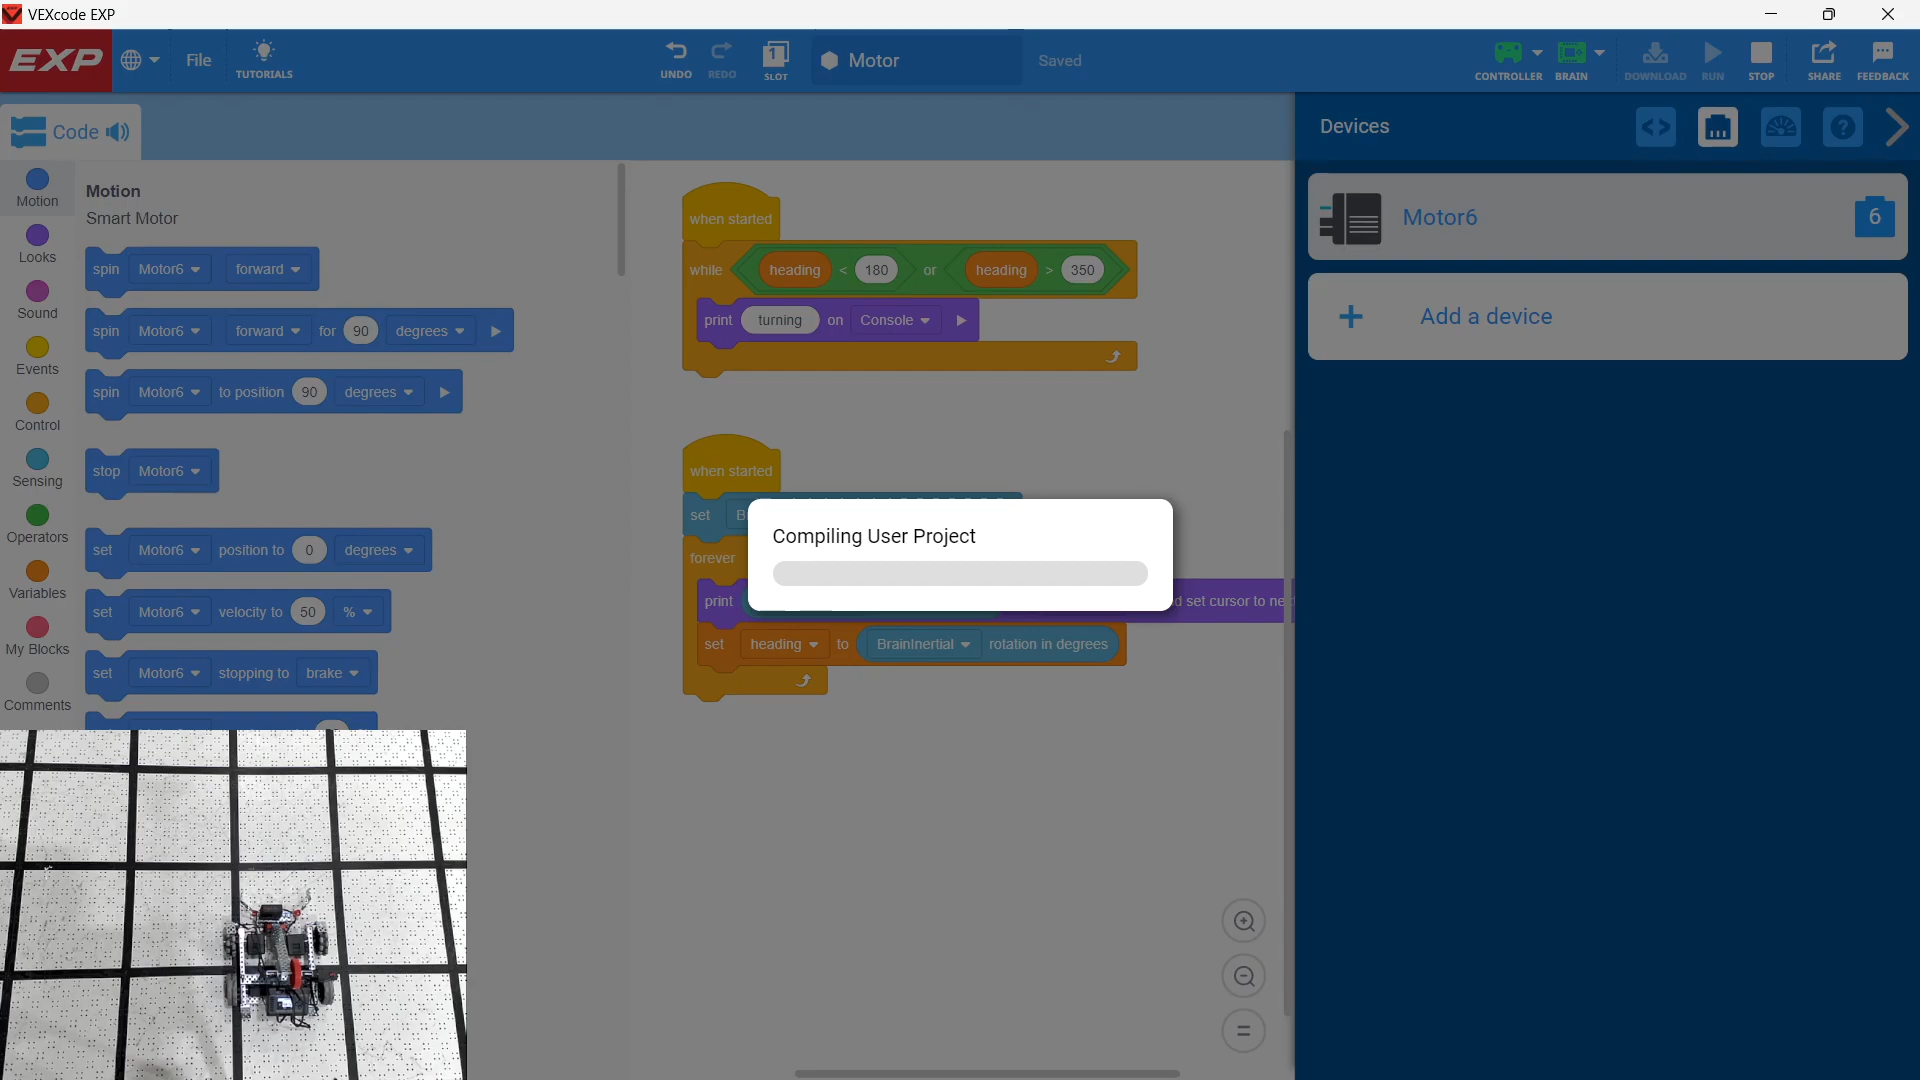 VEXcode EXP
EXP
File
TUTORIALS
UNDO
REDO
1
SLOT
Motor
Saved
CONTROLLER
BRAIN
DOWNLOAD
RUN
STOP
SHARE
FEEDBACK
Code
Devices
Motion
Looks
Sound
Events
Control
Sensing
Operators
Variables
My Blocks
Comments
Motion
Smart Motor
spin Motor6 forward
spin Motor6 forward for 90 degrees
spin Motor6 to position 90 degrees
stop Motor6
set Motor6 position to 0 degrees
set Motor6 velocity to 50 %
set Motor6 stopping to brake
when started
while heading < 180 or heading > 350
print turning on Console
when started
set B
forever
print d set cursor to ne
set heading to BrainInertial rotation in degrees
Compiling User Project
Motor6
6
+ Add a device